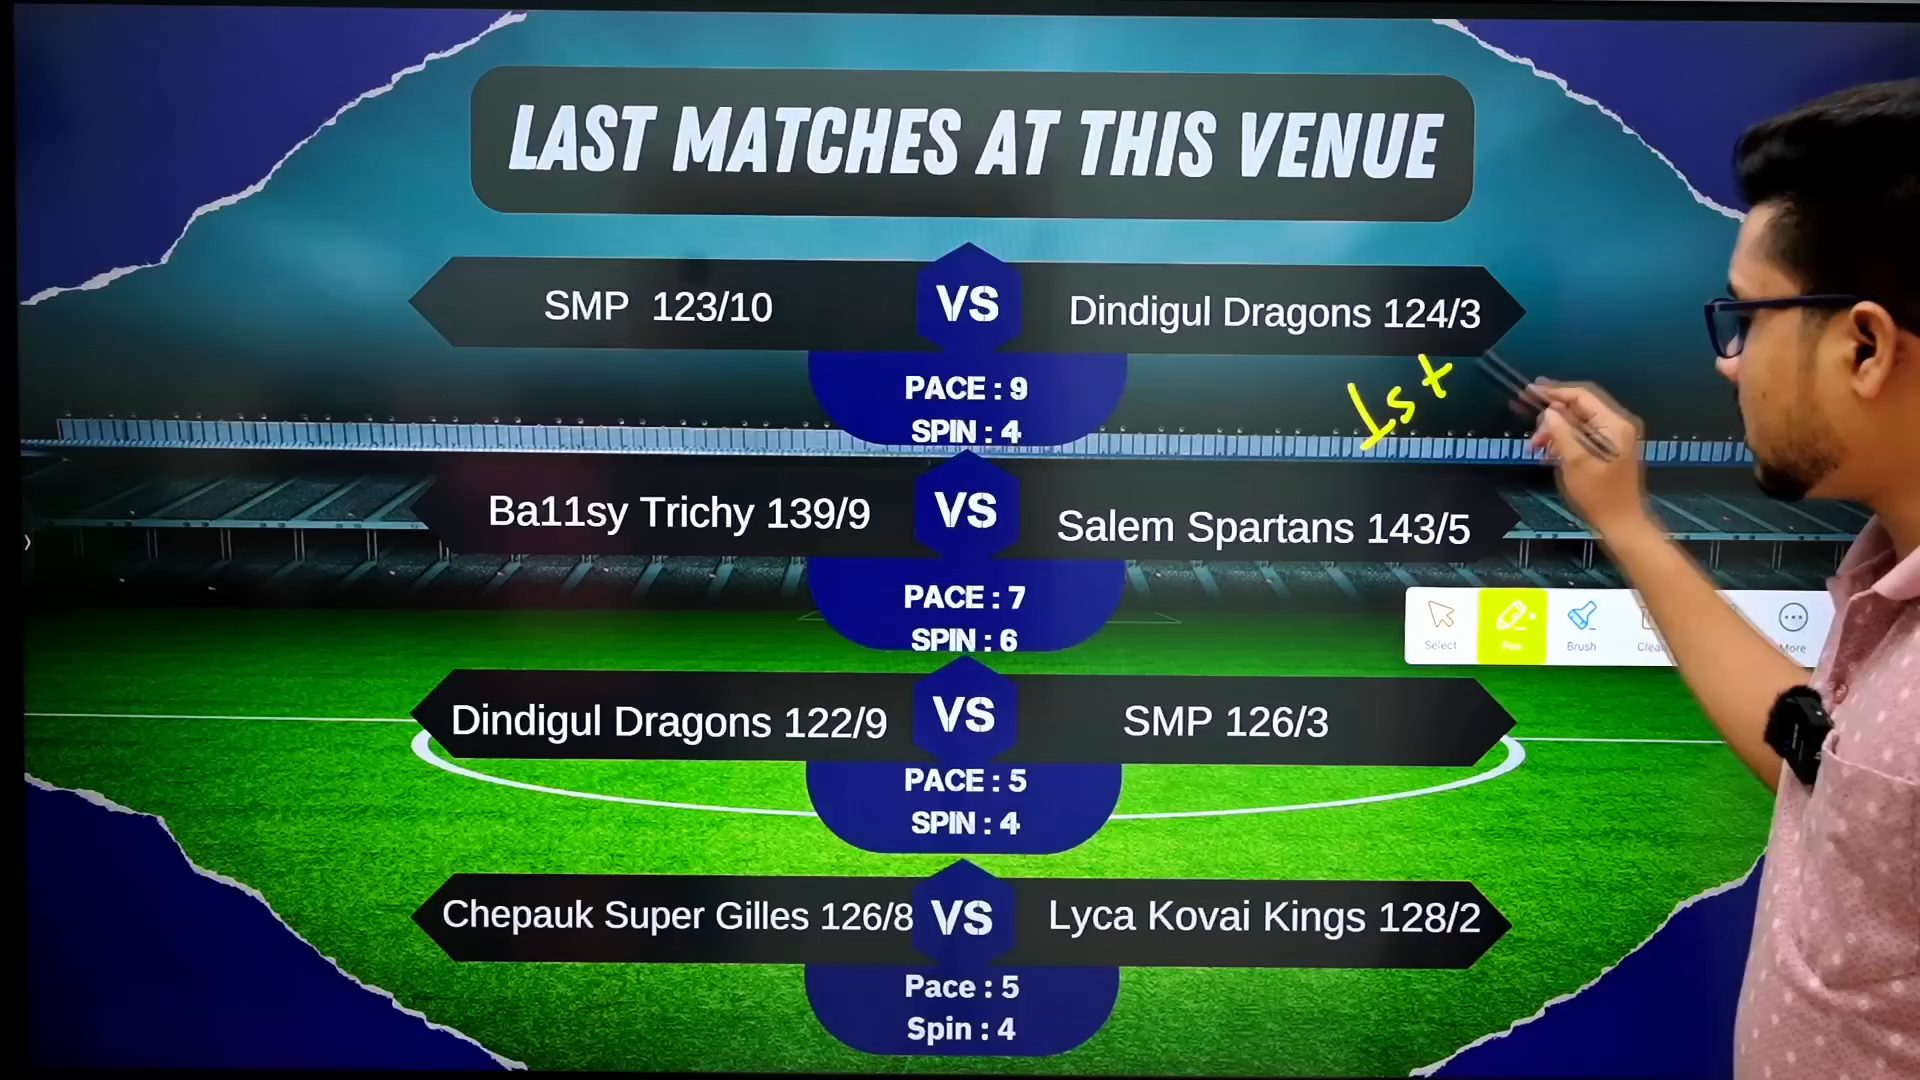 LAST MATCHES AT THIS VENUE
SMP 123/10 VS Dindigul Dragons 124/3
PACE : 9
SPIN : 4
1st
Ba11sy Trichy 139/9 VS Salem Spartans 143/5
PACE : 7
SPIN : 6
Select
Brush
Clear
More
Dindigul Dragons 122/9 VS SMP 126/3
PACE : 5
SPIN : 4
Chepauk Super Gilles 126/8 VS Lyca Kovai Kings 128/2
Pace : 5
Spin : 4